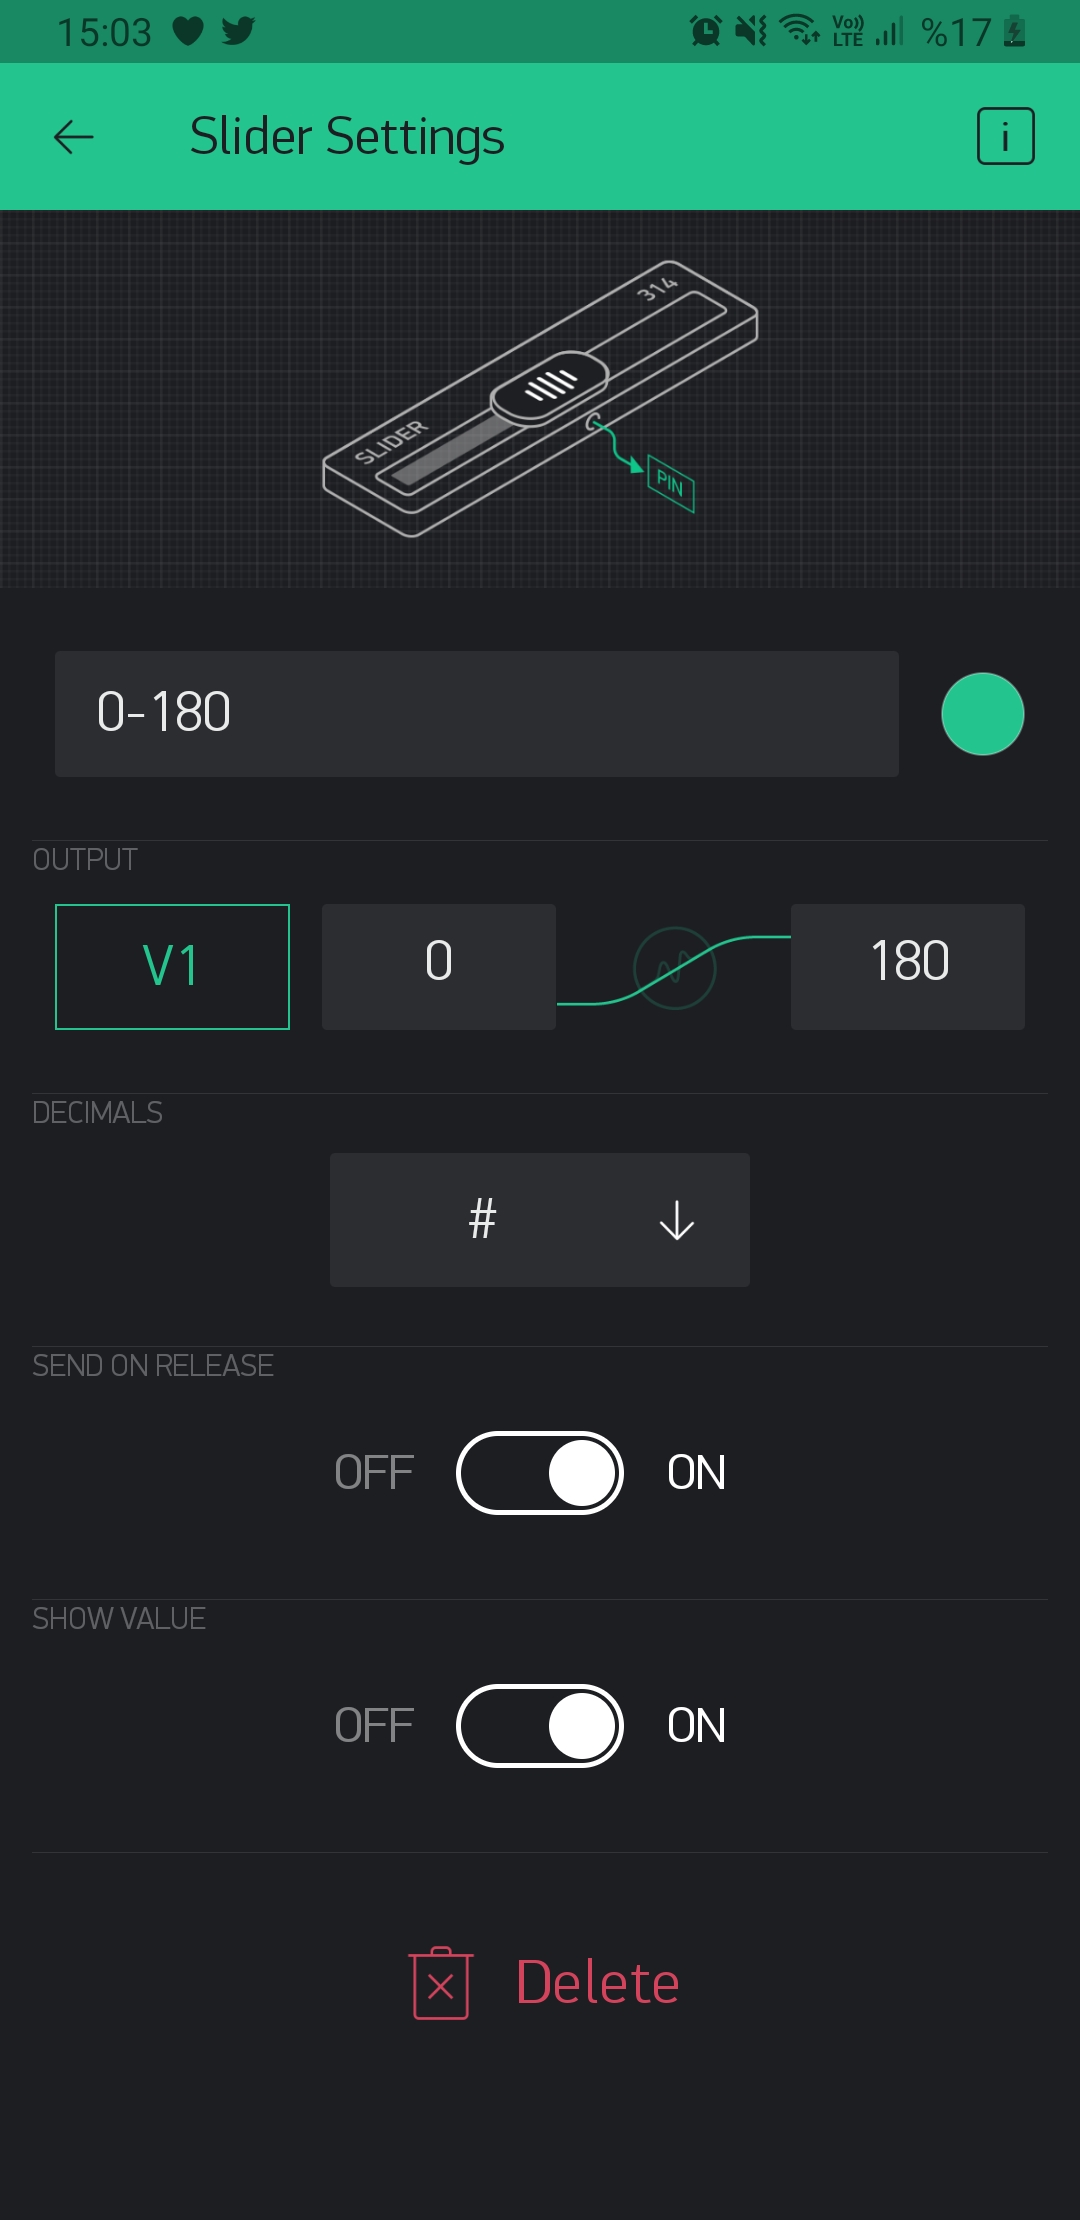 15:03 Vo)) LTE %17
Slider Settings i
314
SLIDER
PIN
0-180
OUTPUT
V1 0 180
DECIMALS
#
SEND ON RELEASE
OFF ON
SHOW VALUE
OFF ON
Delete